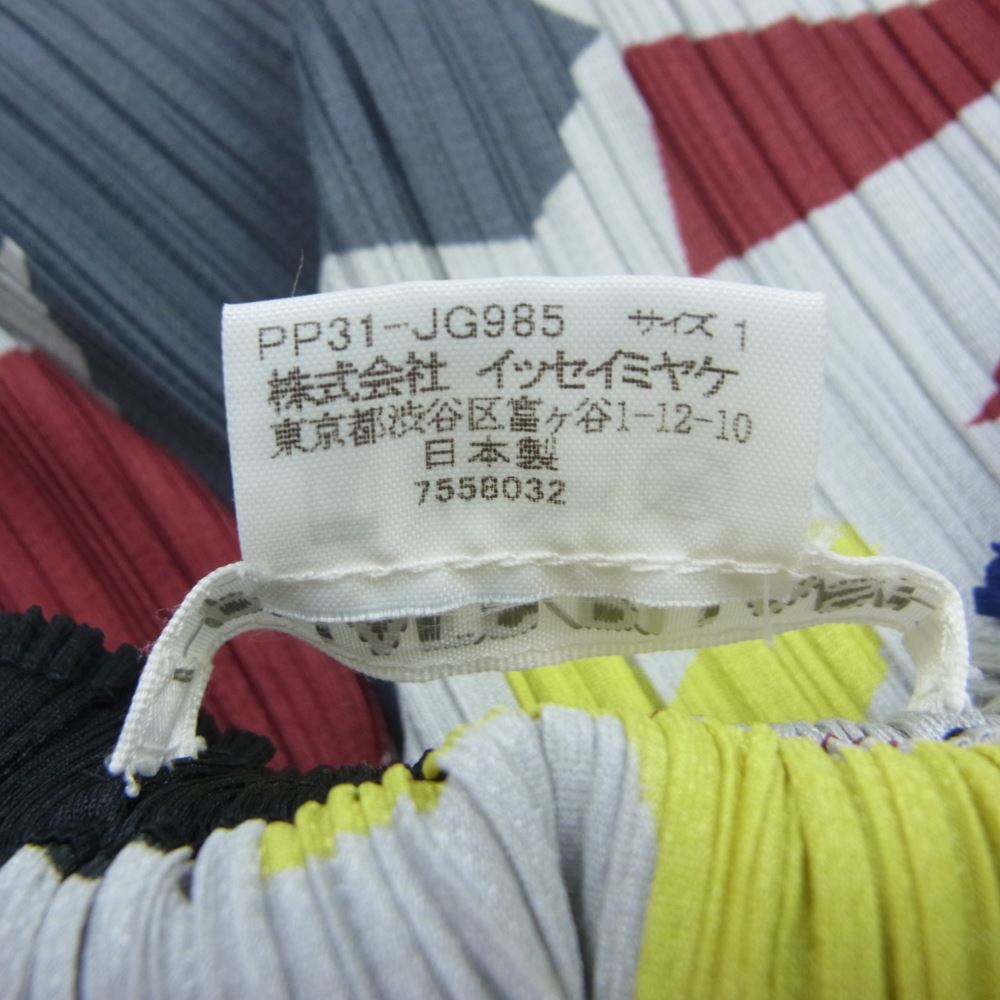 PP31-JG985 サイズ 1
株式会社 イッセイミヤケ
東京都渋谷区富ヶ谷1-12-10
日本製
7558032